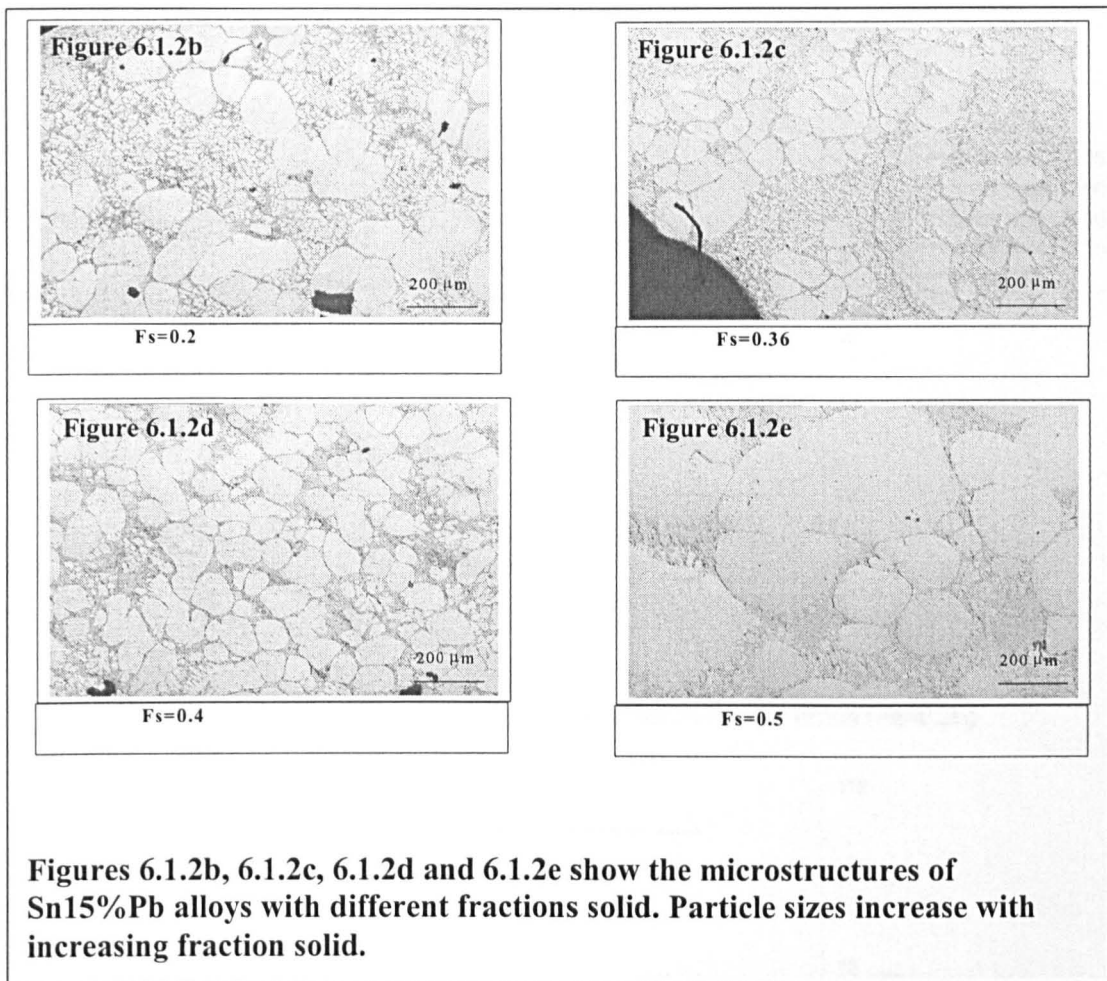 Figure 6.1.2b
200 μm
Fs=0.2
Figure 6.1.2c
200 μm
Fs=0.36
Figure 6.1.2d
200 μm
Fs=0.4
Figure 6.1.2e
200 μm
Fs=0.5
Figures 6.1.2b, 6.1.2c, 6.1.2d and 6.1.2e show the microstructures of
Sn15%Pb alloys with different fractions solid. Particle sizes increase with
increasing fraction solid.